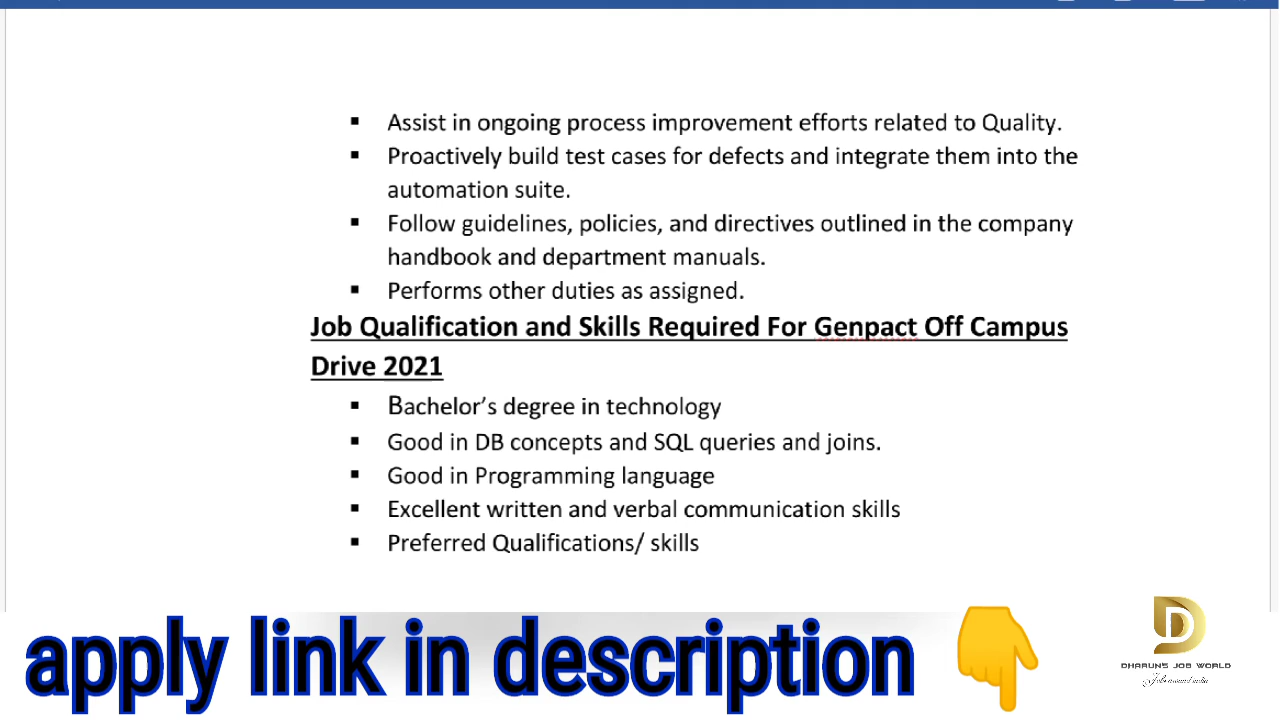 ▪ Assist in ongoing process improvement efforts related to Quality.
▪ Proactively build test cases for defects and integrate them into the
automation suite.
▪ Follow guidelines, policies, and directives outlined in the company
handbook and department manuals.
▪ Performs other duties as assigned.
Job Qualification and Skills Required For Genpact Off Campus
Drive 2021
▪ Bachelor’s degree in technology
▪ Good in DB concepts and SQL queries and joins.
▪ Good in Programming language
▪ Excellent written and verbal communication skills
▪ Preferred Qualifications/ skills
apply link in description
D
DHARUN'S JOB WORLD